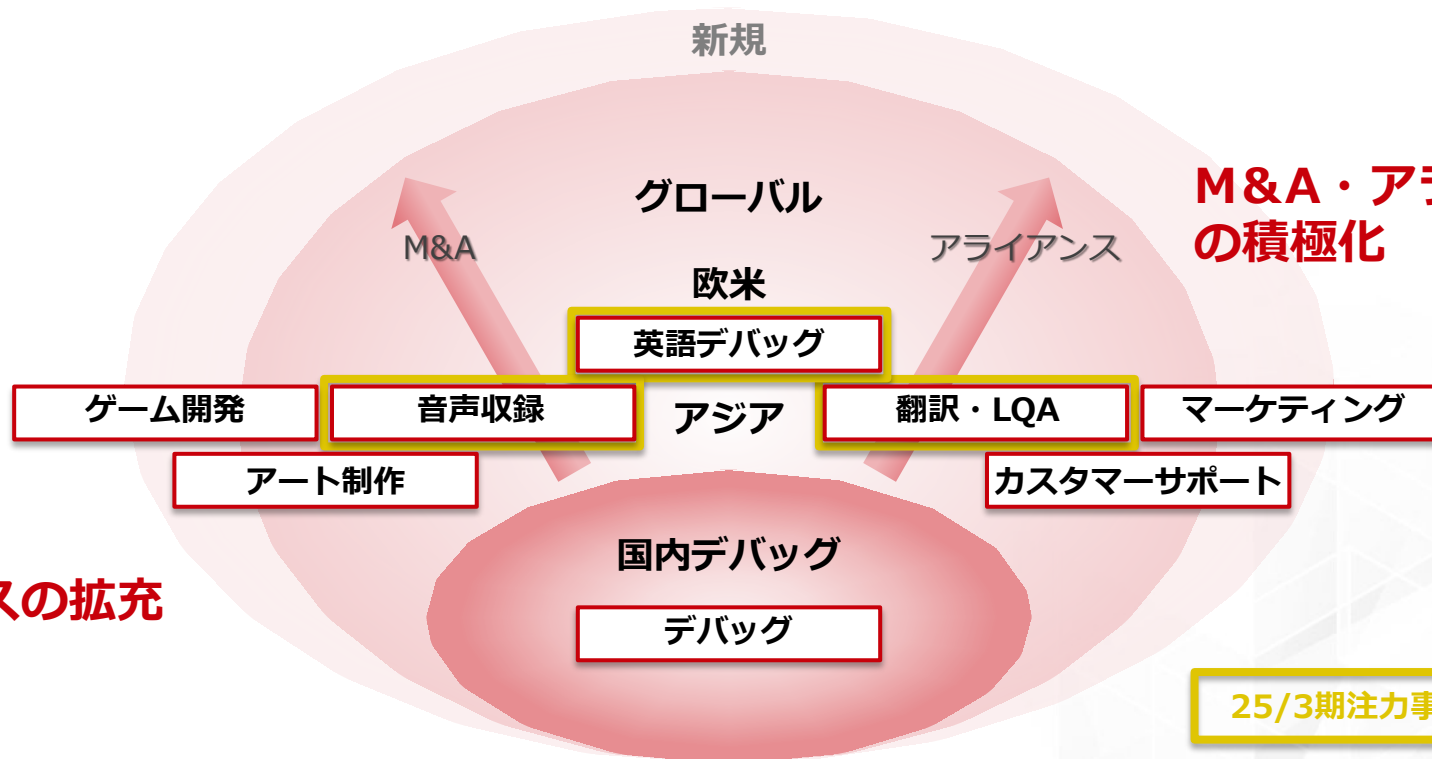 新規
グローバル
M&A・アラ
の積極化
M&A
アライアンス
欧米
英語デバッグ
ゲーム開発
音声収録
アジア
翻訳・LQA
マーケティング
アート制作
カスタマーサポート
国内デバッグ
スの拡充
デバッグ
25/3期注力事